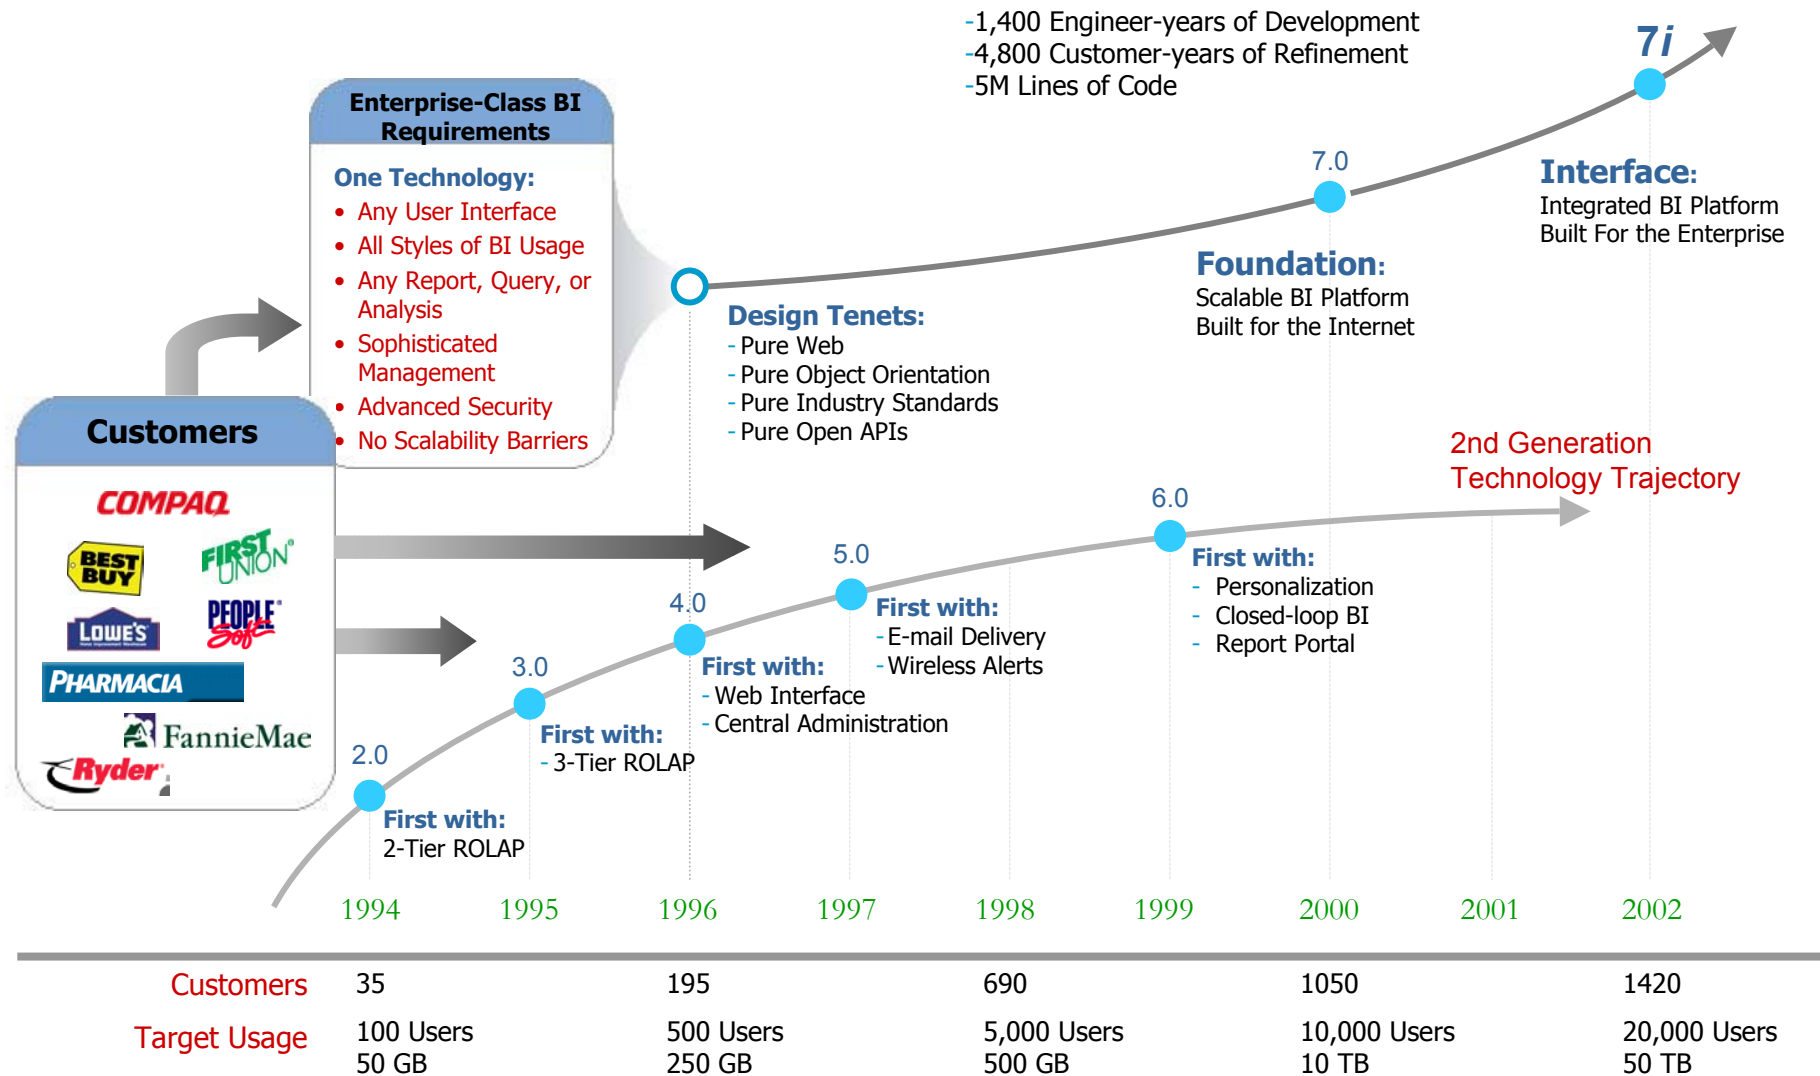 -1,400 Engineer-years of Development
-4,800 Customer-years of Refinement
-5M Lines of Code
7i
Enterprise-Class BI
Requirements
One Technology:
• Any User Interface
• All Styles of BI Usage
• Any Report, Query, or
Analysis
• Sophisticated
Management
• Advanced Security
• No Scalability Barriers
7.0
Interface:
Integrated BI Platform
Built For the Enterprise
Foundation:
Scalable BI Platform
Built for the Internet
Design Tenets:
- Pure Web
- Pure Object Orientation
- Pure Industry Standards
- Pure Open APIs
Customers
COMPAQ
BEST
BUY
FIRST
UNION
LOWE'S
PEOPLE
Soft
PHARMACIA
FannieMae
Ryder
2nd Generation
Technology Trajectory
6.0
First with:
- Personalization
- Closed-loop BI
- Report Portal
5.0
First with:
- E-mail Delivery
- Wireless Alerts
4.0
First with:
- Web Interface
- Central Administration
3.0
First with:
- 3-Tier ROLAP
2.0
First with:
2-Tier ROLAP
1994 1995 1996 1997 1998 1999 2000 2001 2002
Customers 35 195 690 1050 1420
Target Usage 100 Users 500 Users 5,000 Users 10,000 Users 20,000 Users
50 GB 250 GB 500 GB 10 TB 50 TB